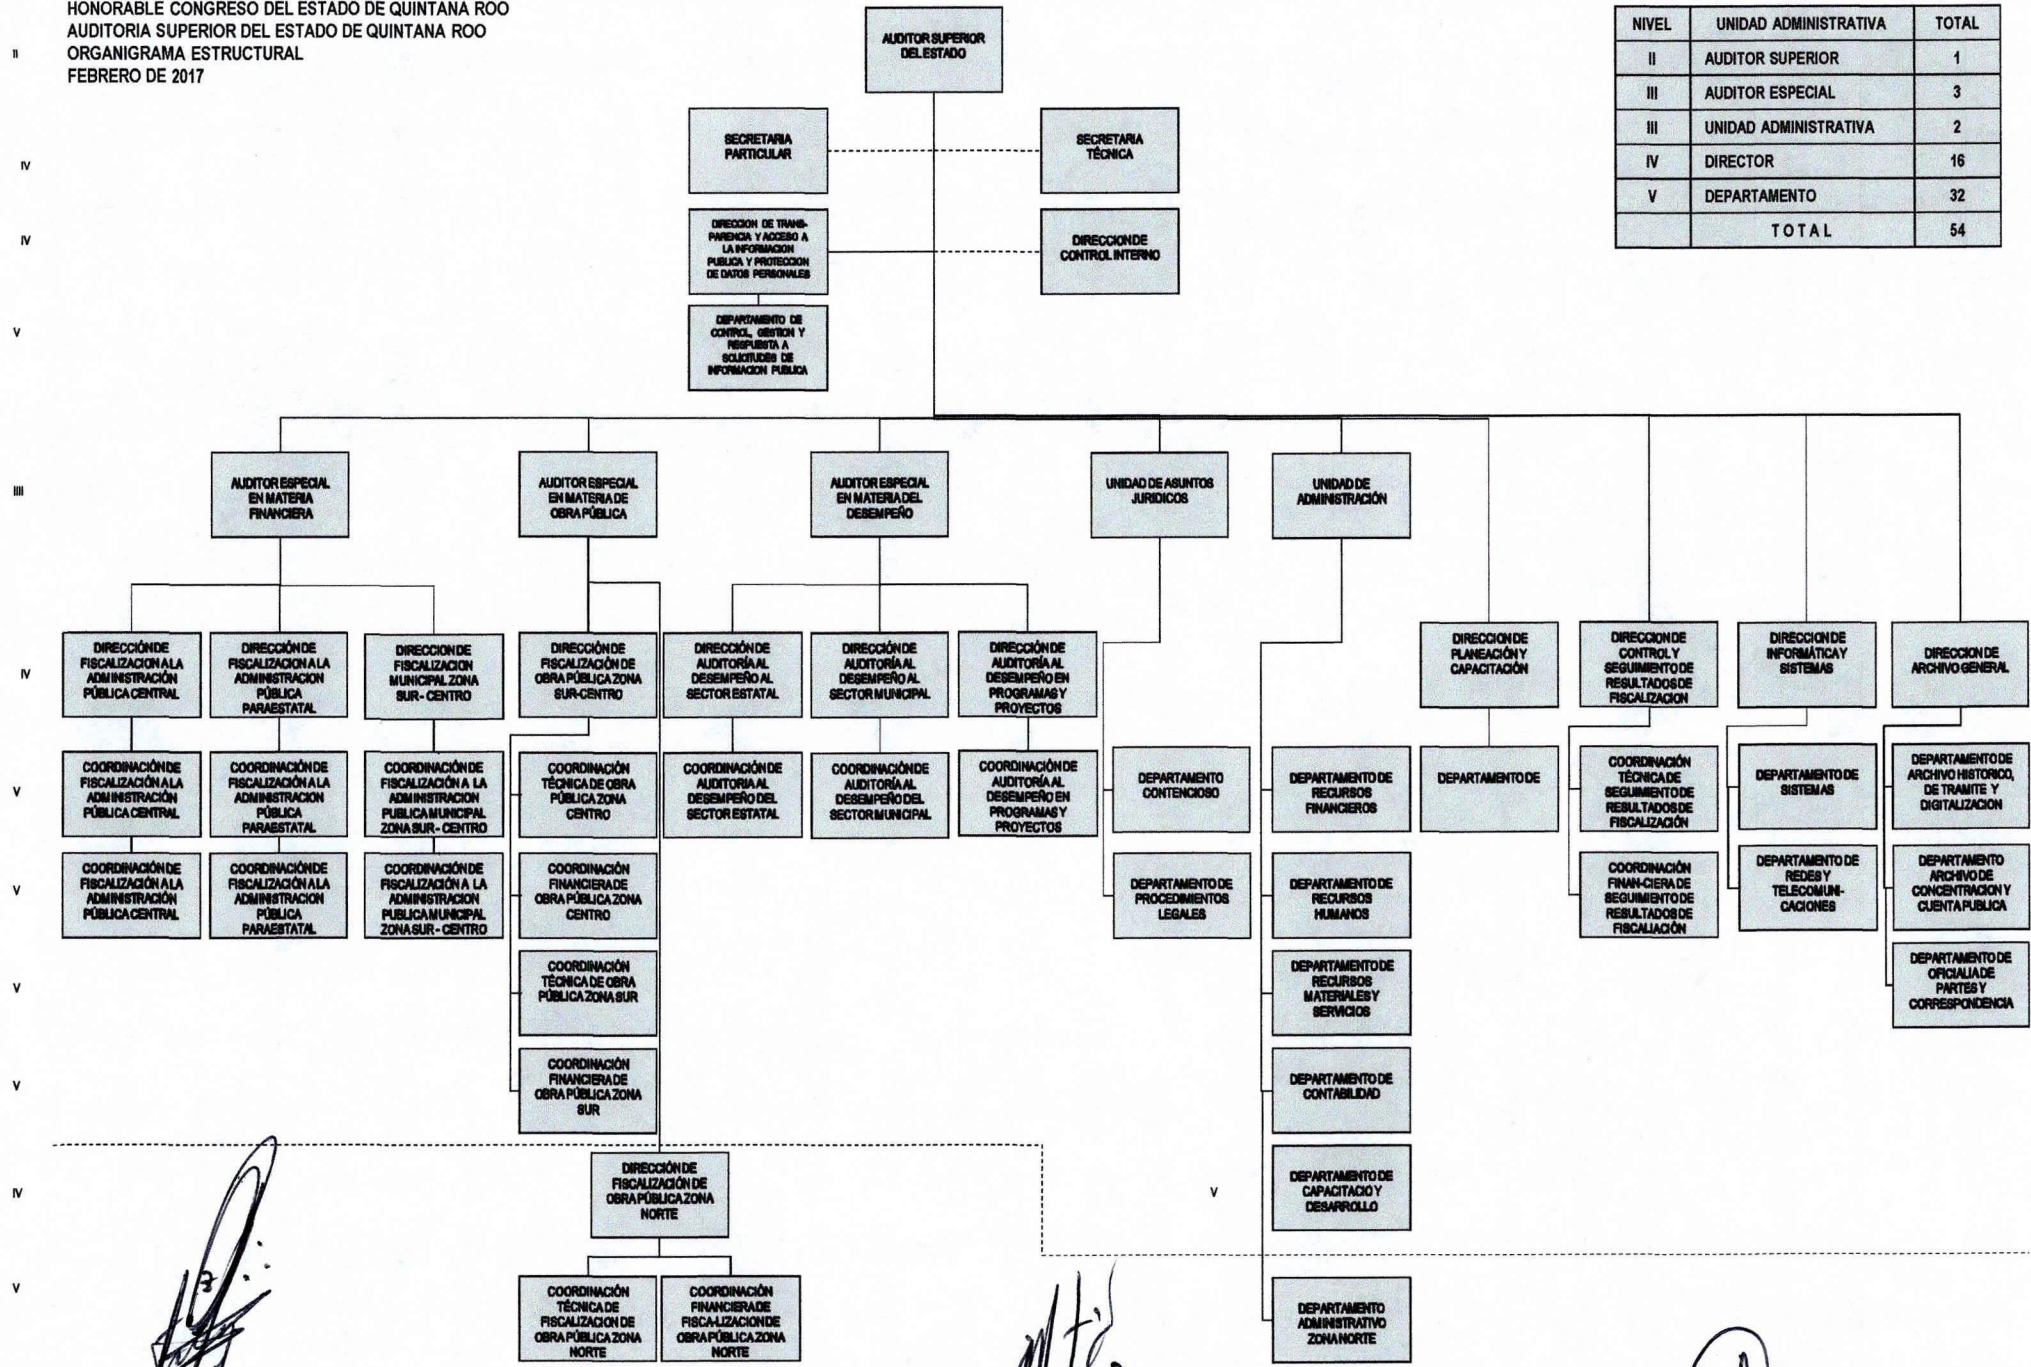 HONORABLE CONGRESO DEL ESTADO DE QUINTANA ROO
AUDITORIA SUPERIOR DEL ESTADO DE QUINTANA ROO
II
ORGANIGRAMA ESTRUCTURAL
FEBRERO DE 2017
AUDITOR SUPERIOR
DEL ESTADO
NIVEL UNIDAD ADMINISTRATIVA TOTAL
II AUDITOR SUPERIOR 1
III AUDITOR ESPECIAL 3
III UNIDAD ADMINISTRATIVA 2
IV DIRECTOR 16
V DEPARTAMENTO 32
TOTAL 54
IV
SECRETARIA
PARTICULAR
SECRETARIA
TÉCNICA
IV
DIRECCION DE TRANS-
PARENCIA Y ACCESO A
LA INFORMACION
PUBLICA Y PROTECCION
DE DATOS PERSONALES
DIRECCION DE
CONTROL INTERNO
V
DEPARTAMENTO DE
CONTROL, GESTION Y
RESPUESTA A
SOLICITUDES DE
INFORMACION PUBLICA
IIII
AUDITOR ESPECIAL
EN MATERIA
FINANCIERA
AUDITOR ESPECIAL
EN MATERIA DE
OBRA PÚBLICA
AUDITOR ESPECIAL
EN MATERIA DEL
DESEMPEÑO
UNIDAD DE ASUNTOS
JURIDICOS
UNIDAD DE
ADMINISTRACIÓN
IV
DIRECCIÓN DE
FISCALIZACION A LA
ADMINISTRACIÓN
PÚBLICA CENTRAL
DIRECCIÓN DE
FISCALIZACION A LA
ADMINISTRACION
PÚBLICA
PARAESTATAL
DIRECCION DE
FISCALIZACION
MUNICIPAL ZONA
SUR- CENTRO
DIRECCIÓN DE
FISCALIZACIÓN DE
OBRA PÚBLICA ZONA
SUR-CENTRO
DIRECCIÓN DE
AUDITORÍA AL
DESEMPEÑO AL
SECTOR ESTATAL
DIRECCIÓN DE
AUDITORÍA AL
DESEMPEÑO AL
SECTOR MUNICIPAL
DIRECCIÓN DE
AUDITORÍA AL
DESEMPEÑO EN
PROGRAMAS Y
PROYECTOS
DIRECCION DE
PLANEACIÓN Y
CAPACITACIÓN
DIRECCION DE
CONTROL Y
SEGUIMIENTO DE
RESULTADOS DE
FISCALIZACION
DIRECCION DE
INFORMÁTICA Y
SISTEMAS
DIRECCION DE
ARCHIVO GENERAL
V
COORDINACIÓN DE
FISCALIZACIÓN A LA
ADMINISTRACIÓN
PÚBLICA CENTRAL
COORDINACIÓN DE
FISCALIZACIÓN A LA
ADMINISTRACION
PÚBLICA
PARAESTATAL
COORDINACIÓN DE
FISCALIZACIÓN A LA
ADMINISTRACION
PUBLICA MUNICIPAL
ZONA SUR- CENTRO
COORDINACIÓN
TÉCNICA DE OBRA
PÚBLICA ZONA
CENTRO
COORDINACIÓN DE
AUDITORIA AL
DESEMPEÑO DEL
SECTOR ESTATAL
COORDINACIÓN DE
AUDITORÍA AL
DESEMPEÑO DEL
SECTOR MUNICIPAL
COORDINACIÓN DE
AUDITORÍA AL
DESEMPEÑO EN
PROGRAMAS Y
PROYECTOS
DEPARTAMENTO
CONTENCIOSO
DEPARTAMENTO DE
RECURSOS
FINANCIEROS
DEPARTAMENTO DE
COORDINACIÓN
TÉCNICA DE
SEGUIMIENTO DE
RESULTADOS DE
FISCALIZACIÓN
DEPARTAMENTO DE
SISTEMAS
DEPARTAMENTO DE
ARCHIVO HISTORICO,
DE TRAMITE Y
DIGITALIZACION
V
COORDINACIÓN DE
FISCALIZACIÓN A LA
ADMINISTRACIÓN
PÚBLICA CENTRAL
COORDINACIÓN DE
FISCALIZACIÓN A LA
ADMINISTRACION
PÚBLICA
PARAESTATAL
COORDINACIÓN DE
FISCALIZACIÓN A LA
ADMINISTRACION
PUBLICA MUNICIPAL
ZONA SUR- CENTRO
COORDINACIÓN
FINANCIERA DE
OBRA PÚBLICA ZONA
CENTRO
DEPARTAMENTO DE
PROCEDIMIENTOS
LEGALES
DEPARTAMENTO DE
RECURSOS
HUMANOS
COORDINACIÓN
FINAN-CIERA DE
SEGUIMIENTO DE
RESULTADOS DE
FISCALIACIÓN
DEPARTAMENTO DE
REDES Y
TELECOMUNI-
CACIONES
DEPARTAMENTO
ARCHIVO DE
CONCENTRACION Y
CUENTA PUBLICA
V
COORDINACIÓN
TÉCNICA DE OBRA
PÚBLICA ZONA SUR
DEPARTAMENTO DE
RECURSOS
MATERIALES Y
SERVICIOS
DEPARTAMENTO DE
OFICIALIA DE
PARTES Y
CORRESPONDENCIA
V
COORDINACIÓN
FINANCIERA DE
OBRA PÚBLICA ZONA
SUR
DEPARTAMENTO DE
CONTABILIDAD
IV
DIRECCIÓN DE
FISCALIZACIÓN DE
OBRA PÚBLICA ZONA
NORTE
V
DEPARTAMENTO DE
CAPACITACIO Y
DESARROLLO
V
COORDINACIÓN
TÉCNICA DE
FISCALIZACION DE
OBRA PÚBLICA ZONA
NORTE
COORDINACIÓN
FINANCIERA DE
FISCA-LIZACION DE
OBRA PÚBLICA ZONA
NORTE
DEPARTAMENTO
ADMINISTRATIVO
ZONA NORTE